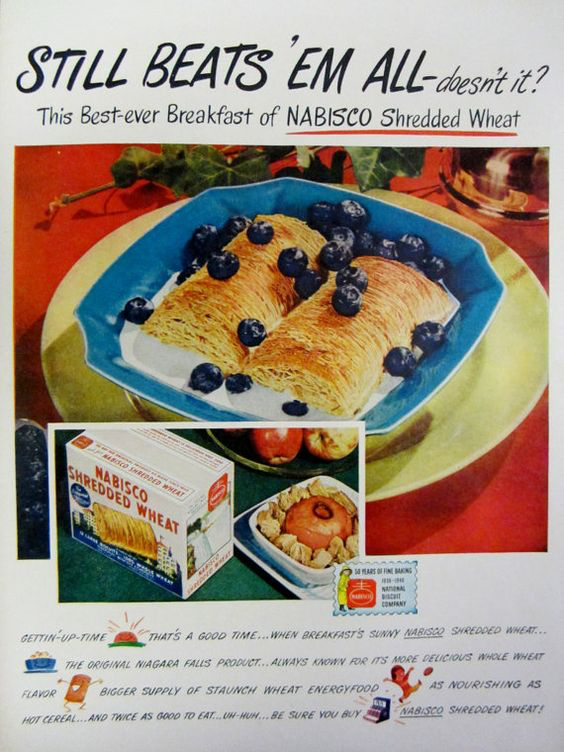 STILL BEATS 'EM ALL-doesn't it?
This Best-ever Breakfast of NABISCO Shredded Wheat
NABISCO SHREDDED WHEAT
NABISCO
SHREDDED WHEAT
NABISCO
SHREDDED WHEAT
50 YEARS OF FINE BAKING
1898-1948
NATIONAL
BISCUIT
COMPANY
NABISCO
GETTIN'-UP-TIME THAT'S A GOOD TIME...WHEN BREAKFAST'S SUNNY NABISCO SHREDDED WHEAT...
THE ORIGINAL NIAGARA FALLS PRODUCT...ALWAYS KNOWN FOR ITS MORE DELICIOUS WHOLE WHEAT
FLAVOR BIGGER SUPPLY OF STAUNCH WHEAT ENERGYFOOD AS NOURISHING AS
HOT CEREAL...AND TWICE AS GOOD TO EAT...UH-HUH...BE SURE YOU BUY NABISCO SHREDDED WHEAT!